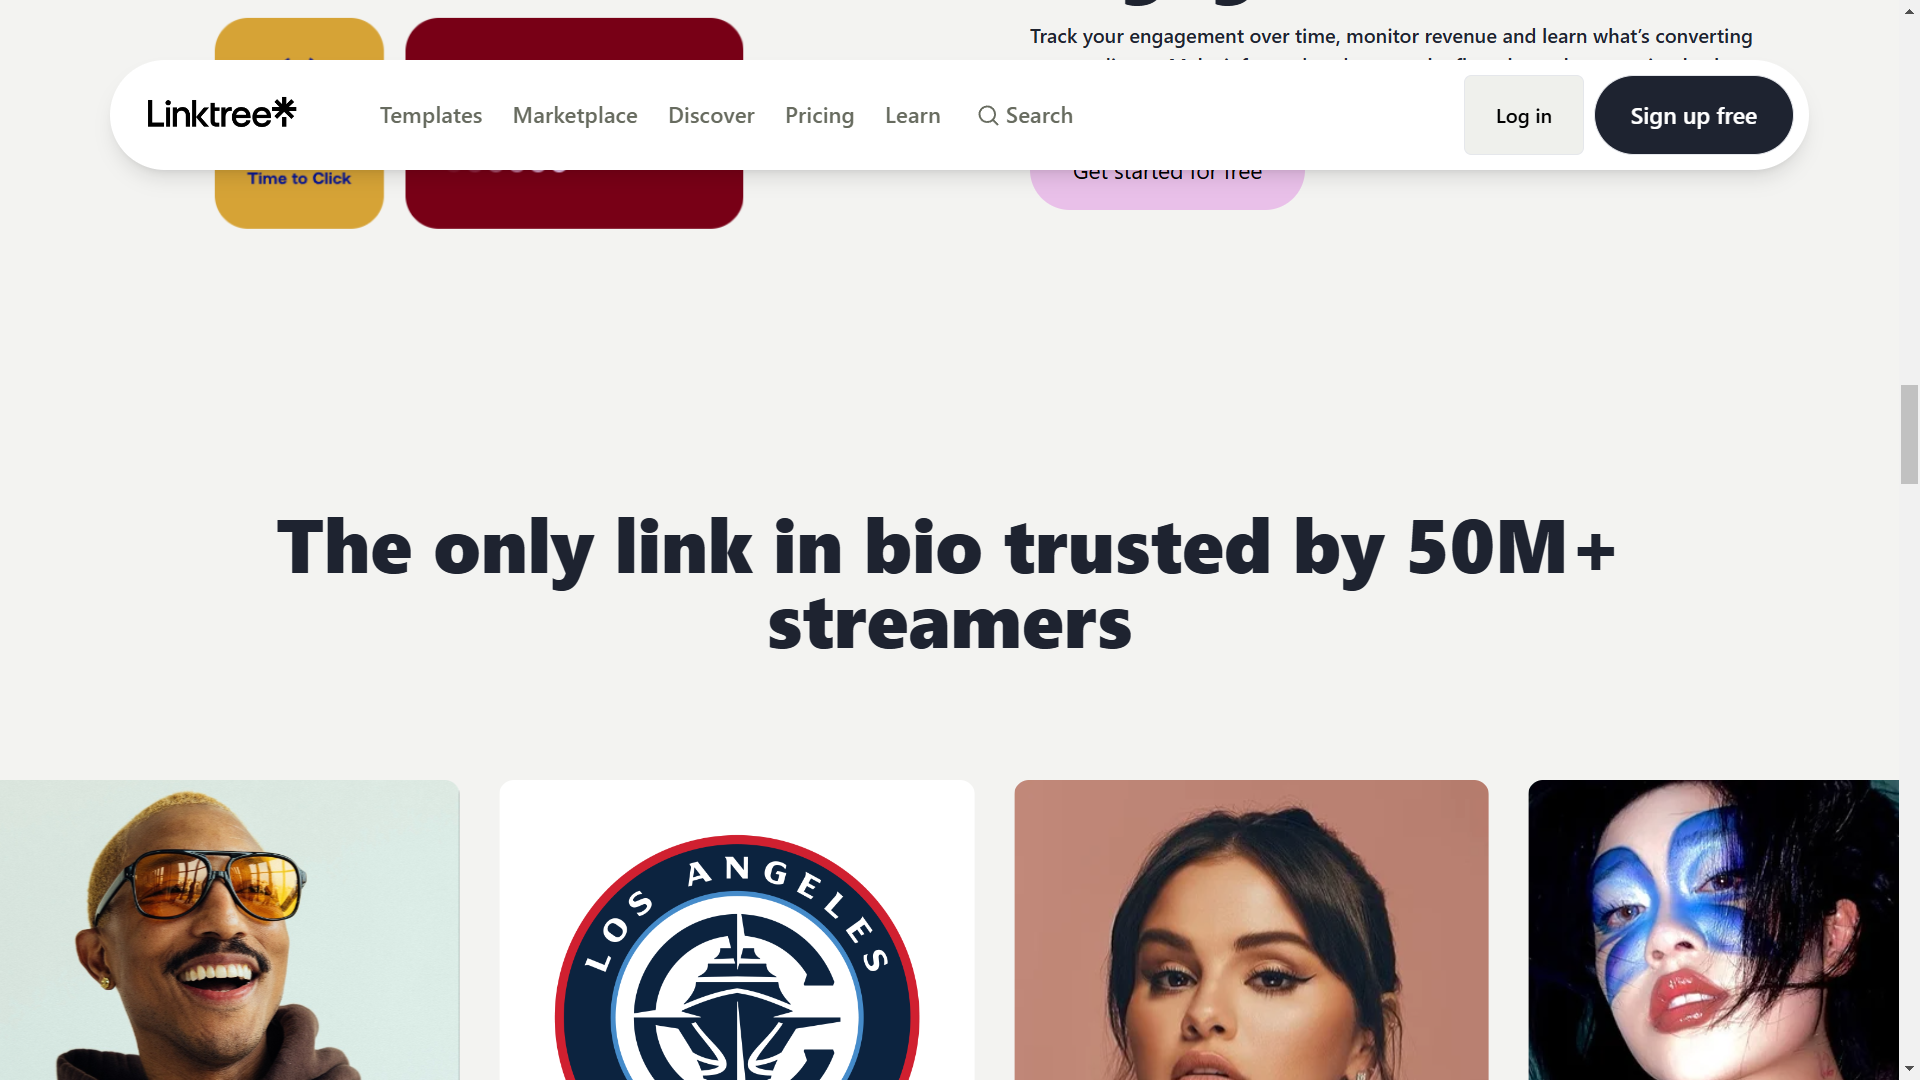 Track your engagement over time, monitor revenue and learn what’s converting
Linktree
Templates
Marketplace
Discover
Pricing
Learn
Search
Log in
Sign up free
Time to Click
Get started for free
The only link in bio trusted by 50M+
streamers
LOS ANGELES